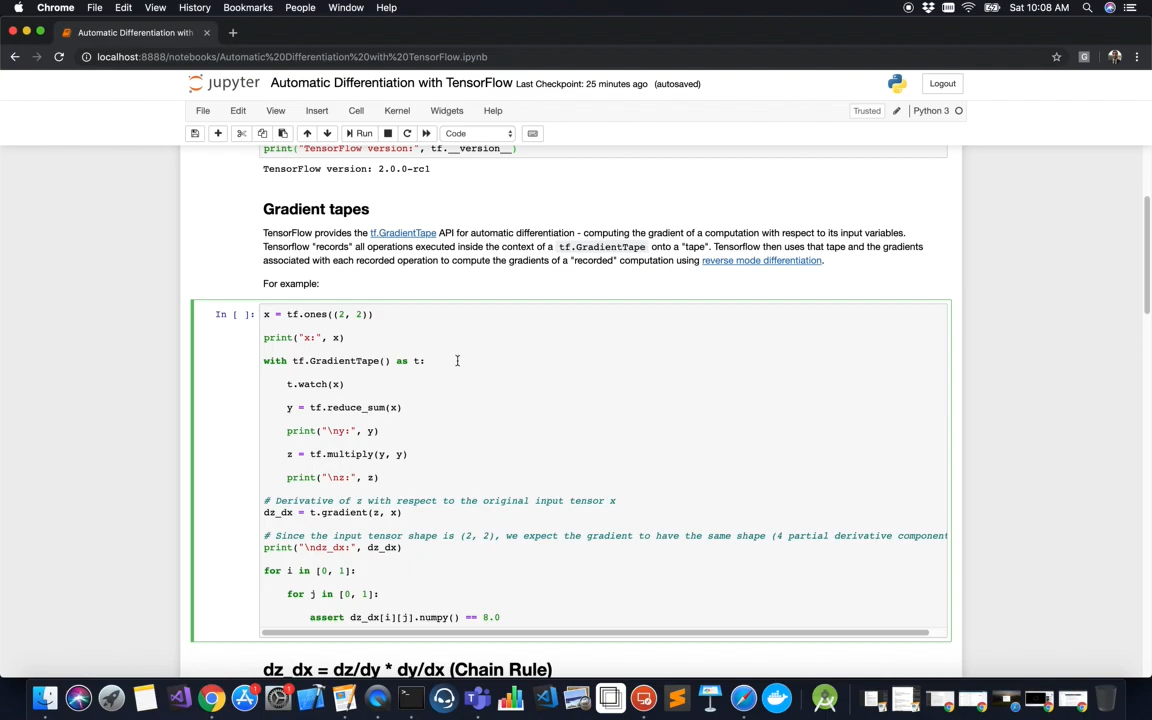 Chrome File Edit View History Bookmarks People Window Help Sat 10:08 AM
Automatic Differentiation with
localhost:8888/notebooks/Automatic%20Differentiation%20with%20TensorFlow.ipynb
G
jupyter Automatic Differentiation with TensorFlow Last Checkpoint: 25 minutes ago (autosaved) Logout
File Edit View Insert Cell Kernel Widgets Help Trusted Python 3
Run Code
print("TensorFlow version:", tf.__version__)
TensorFlow version: 2.0.0-rc1
Gradient tapes
TensorFlow provides the tf.GradientTape API for automatic differentiation - computing the gradient of a computation with respect to its input variables.
Tensorflow "records" all operations executed inside the context of a tf.GradientTape onto a "tape". Tensorflow then uses that tape and the gradients
associated with each recorded operation to compute the gradients of a "recorded" computation using reverse mode differentiation.
For example:
In [ ]: x = tf.ones((2, 2))
print("x:", x)
with tf.GradientTape() as t:
t.watch(x)
y = tf.reduce_sum(x)
print("\ny:", y)
z = tf.multiply(y, y)
print("\nz:", z)
# Derivative of z with respect to the original input tensor x
dz_dx = t.gradient(z, x)
# Since the input tensor shape is (2, 2), we expect the gradient to have the same shape (4 partial derivative component
print("\ndz_dx:", dz_dx)
for i in [0, 1]:
for j in [0, 1]:
assert dz_dx[i][j].numpy() == 8.0
dz_dx = dz/dy * dy/dx (Chain Rule)